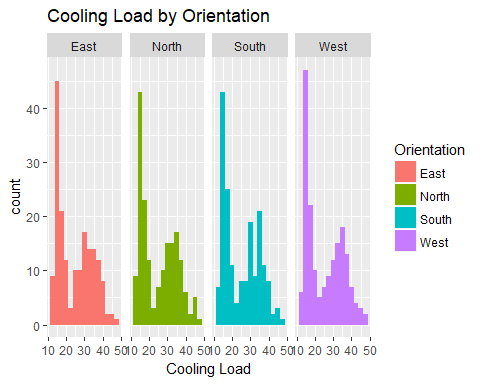 Cooling Load by Orientation
East North South West
count
40
30
20
10
0
10 20 30 40 50 10 20 30 40 50 10 20 30 40 50 10 20 30 40 50
Cooling Load
Orientation
East
North
South
West